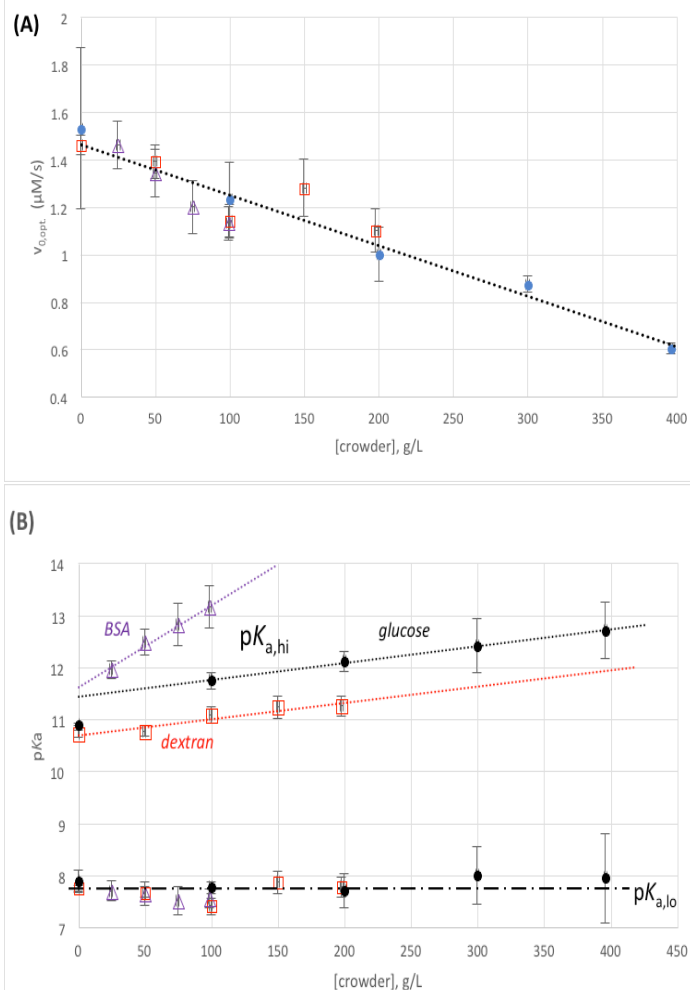 (A)
2
1.8
1.6
1.4
1.2
1
0.8
0.6
0.4
v0,opt. (µM/s)
0 50 100 150 200 250 300 350 400
[crowder], g/L
(B)
14
13
12
11
10
9
8
7
pKa
BSA
pKa,hi
glucose
dextran
pKa,lo
0 50 100 150 200 250 300 350 400 450
[crowder], g/L